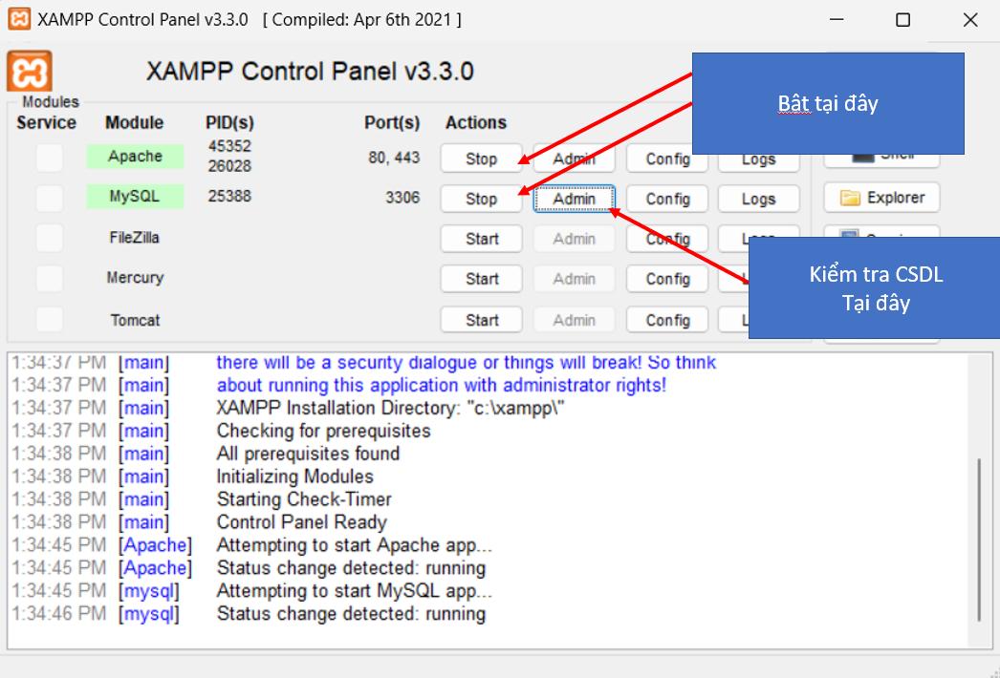 XAMPP Control Panel v3.3.0 [ Compiled: Apr 6th 2021 ]
XAMPP Control Panel v3.3.0
Bật tại đây
Modules
Service Module PID(s) Port(s) Actions
Apache 45352 26028 80, 443 Stop Admin Config Logs Shell
MySQL 25388 3306 Stop Admin Config Logs Explorer
FileZilla Start Admin Config
Mercury Start Admin Config
Tomcat Start Admin Config
Kiểm tra CSDL
Tại đây
1:34:37 PM [main] there will be a security dialogue or things will break! So think
1:34:37 PM [main] about running this application with administrator rights!
1:34:37 PM [main] XAMPP Installation Directory: "c:\xampp\"
1:34:37 PM [main] Checking for prerequisites
1:34:38 PM [main] All prerequisites found
1:34:38 PM [main] Initializing Modules
1:34:38 PM [main] Starting Check-Timer
1:34:38 PM [main] Control Panel Ready
1:34:45 PM [Apache] Attempting to start Apache app...
1:34:45 PM [Apache] Status change detected: running
1:34:45 PM [mysql] Attempting to start MySQL app...
1:34:46 PM [mysql] Status change detected: running